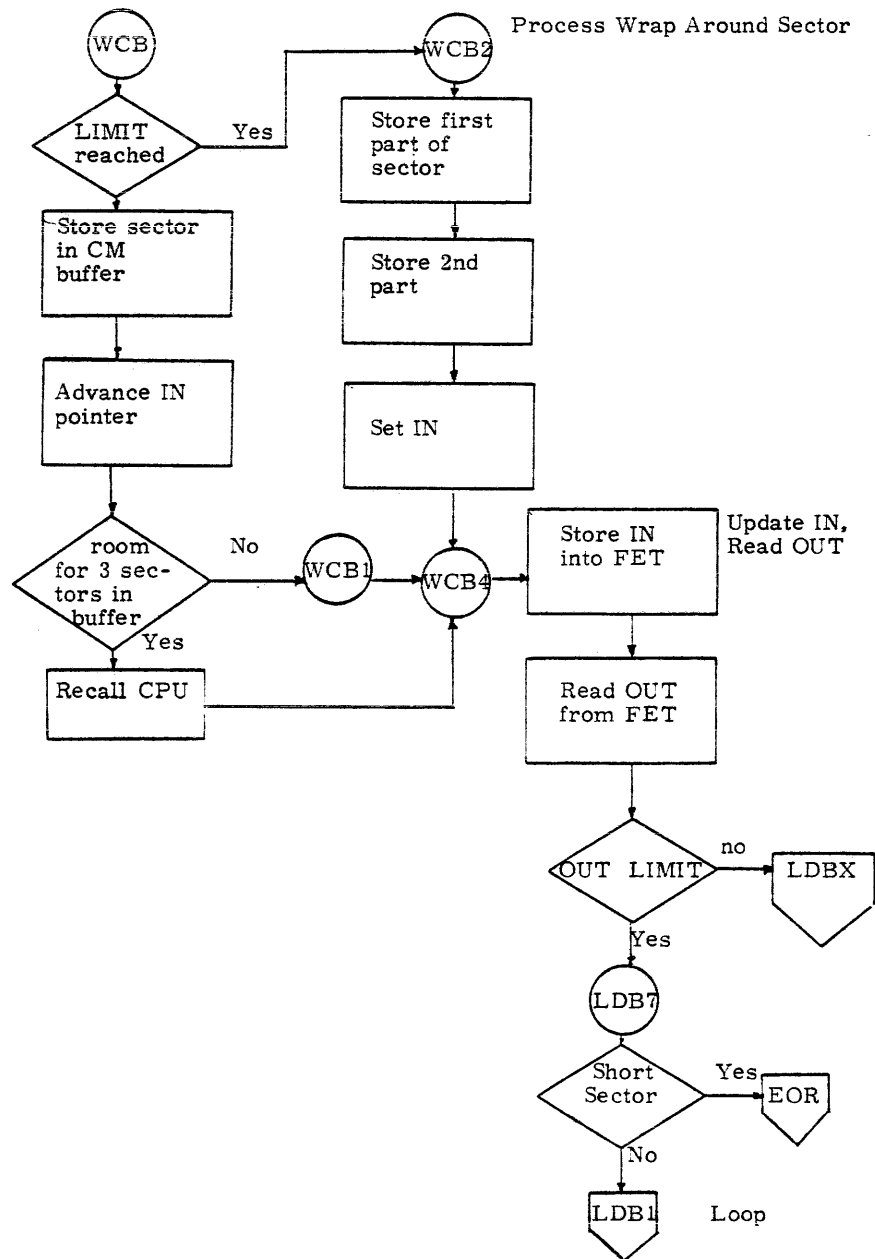 WCB
WCB2
Process Wrap Around Sector
LIMIT
reached
Yes
Store first
part of
sector
Store sector
in CM
buffer
Store 2nd
part
Advance IN
pointer
Set IN
room
for 3 sec-
tors in
buffer
No
WCB1
WCB4
Store IN
into FET
Update IN,
Read OUT
Yes
Recall CPU
Read OUT
from FET
OUT LIMIT
no
LDBX
Yes
LDB7
Short
Sector
Yes
EOR
No
LDB1
Loop